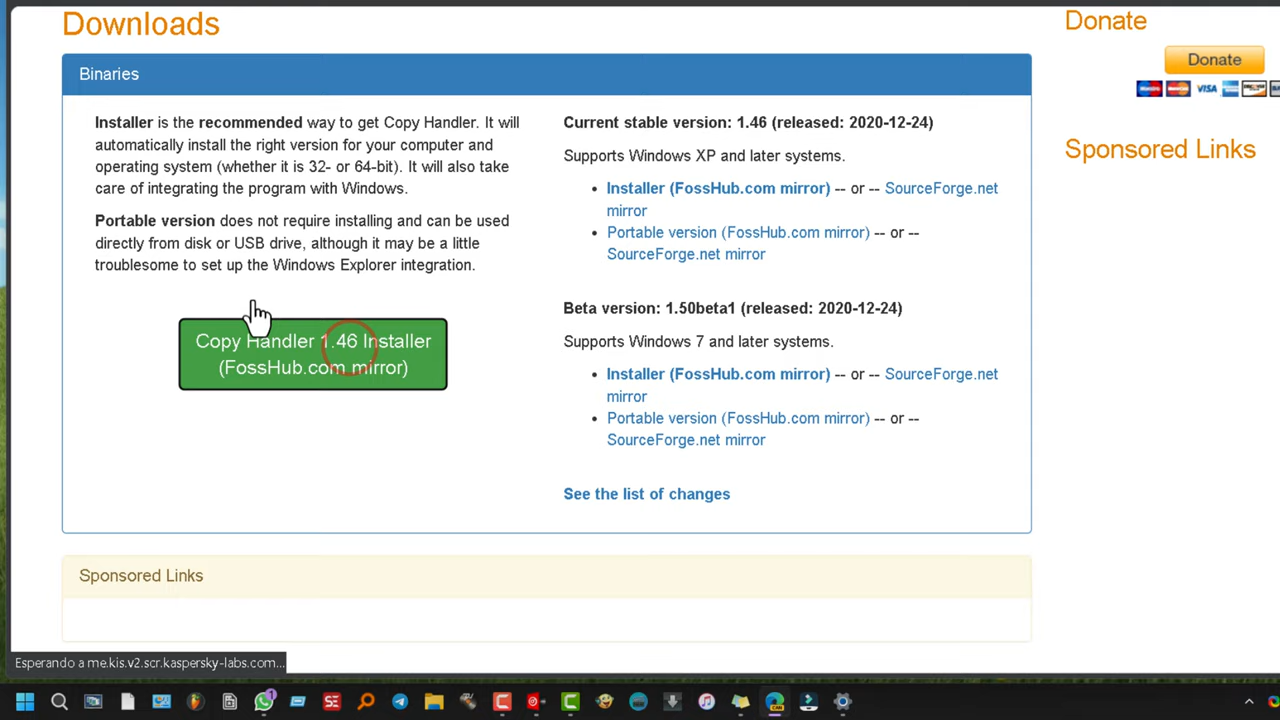 Downloads
Binaries
Installer is the recommended way to get Copy Handler. It will
automatically install the right version for your computer and
operating system (whether it is 32- or 64-bit). It will also take
care of integrating the program with Windows.
Portable version does not require installing and can be used
directly from disk or USB drive, although it may be a little
troublesome to set up the Windows Explorer integration.
Copy Handler 1.46 Installer
(FossHub.com mirror)
Current stable version: 1.46 (released: 2020-12-24)
Supports Windows XP and later systems.
• Installer (FossHub.com mirror) -- or -- SourceForge.net
mirror
• Portable version (FossHub.com mirror) -- or --
SourceForge.net mirror
Beta version: 1.50beta1 (released: 2020-12-24)
Supports Windows 7 and later systems.
• Installer (FossHub.com mirror) -- or -- SourceForge.net
mirror
• Portable version (FossHub.com mirror) -- or --
SourceForge.net mirror
See the list of changes
Sponsored Links
Donate
Donate
VISA
Sponsored Links
Esperando a me.kis.v2.scr.kaspersky-labs.com...
1
SE
CAN